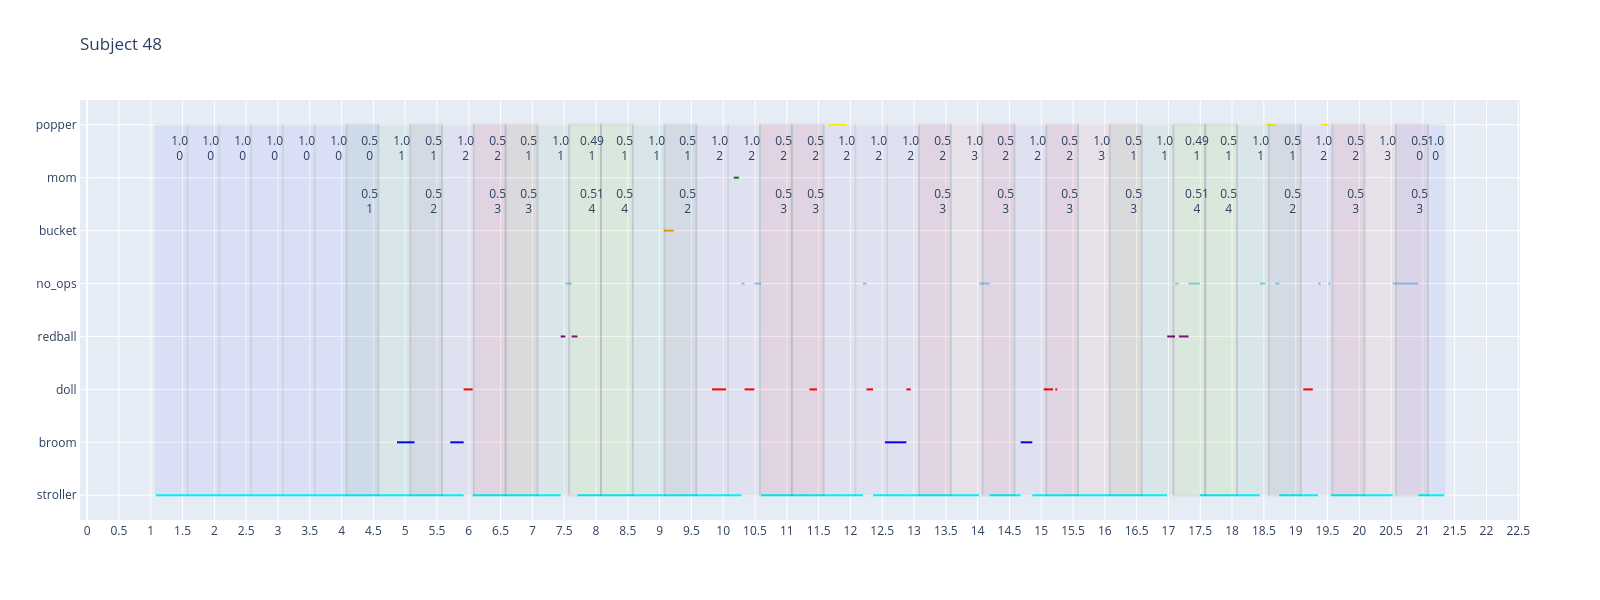 Subject 48
popper
1.0 1.0 1.0 1.0 1.0 1.0 0.5 1.0 0.5 1.0 0.5 0.5 1.0 0.49 0.5 1.0 0.5 1.0 1.0 0.5 0.5 1.0 1.0 1.0 0.5 1.0 0.5 1.0 0.5 1.0 0.5 1.0 0.49 0.5 1.0 0.5 1.0 0.5 1.0 0.5 1.0
0 0 0 0 0 0 0 1 1 2 2 1 1 1 1 1 1 2 2 2 2 2 2 2 2 3 2 2 2 3 1 1 1 1 1 1 2 2 3 0 0
mom
0.5 0.5 0.5 0.5 0.51 0.5 0.5 0.5 0.5 0.5 0.5 0.5 0.5 0.51 0.5 0.5 0.5 0.5
1 2 3 3 4 4 2 3 3 3 3 3 3 4 4 2 3 3
bucket
no_ops
redball
doll
broom
stroller
0 0.5 1 1.5 2 2.5 3 3.5 4 4.5 5 5.5 6 6.5 7 7.5 8 8.5 9 9.5 10 10.5 11 11.5 12 12.5 13 13.5 14 14.5 15 15.5 16 16.5 17 17.5 18 18.5 19 19.5 20 20.5 21 21.5 22 22.5